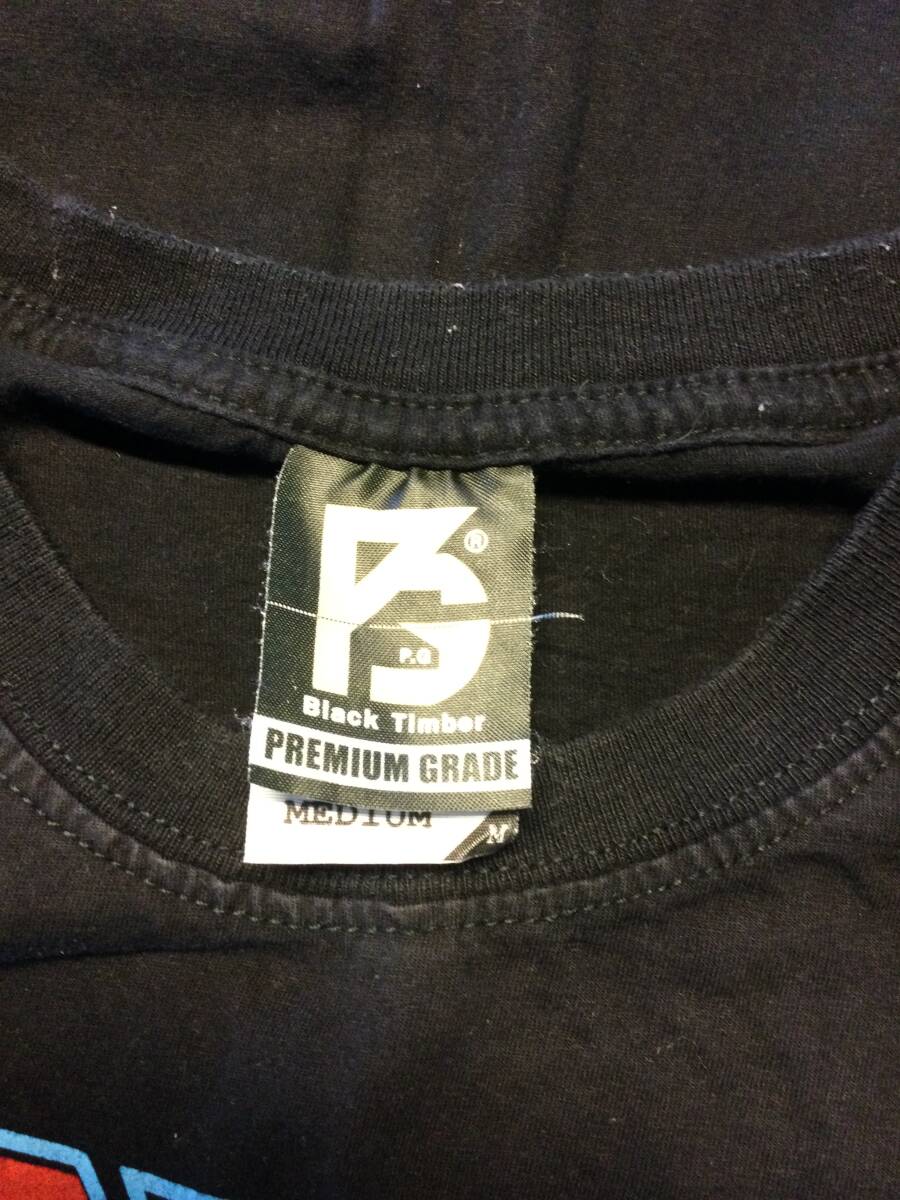 ®
P.G
Black Timber
PREMIUM GRADE
MEDIUM
M